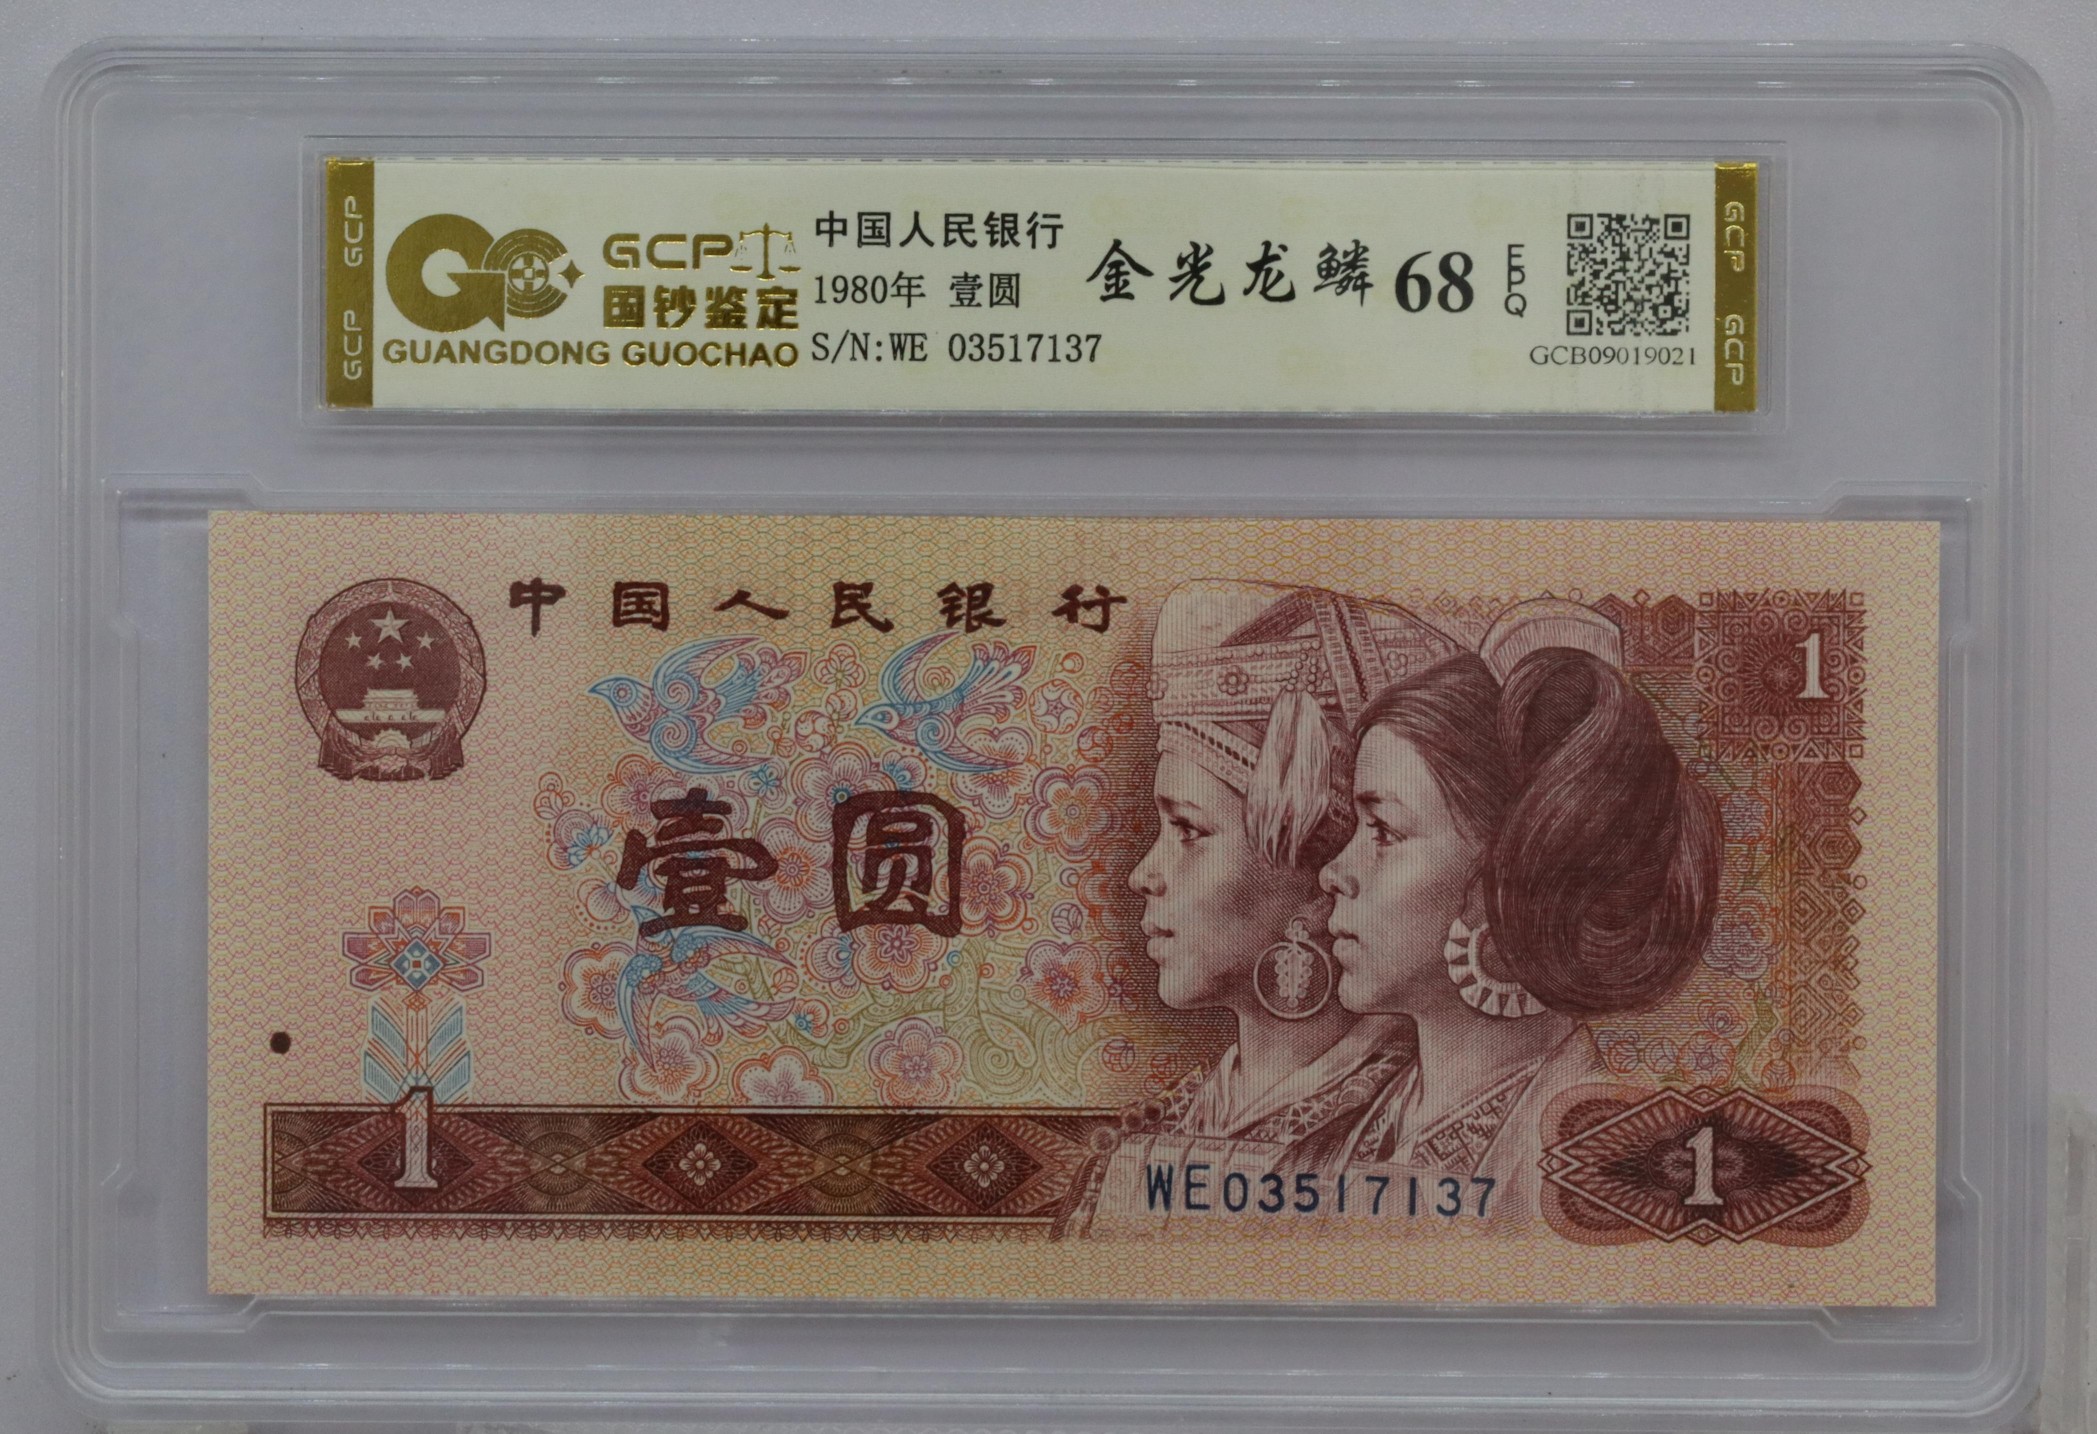 GCP GCP
GCP
国钞鉴定
GUANGDONG GUOCHAO
中国人民银行
1980年 壹圆
S/N:WE 03517137
金光龙鳞 68 EPQ
GCB09019021
GCP GCP
中国人民银行
1
壹圆
1
WE03517137
1